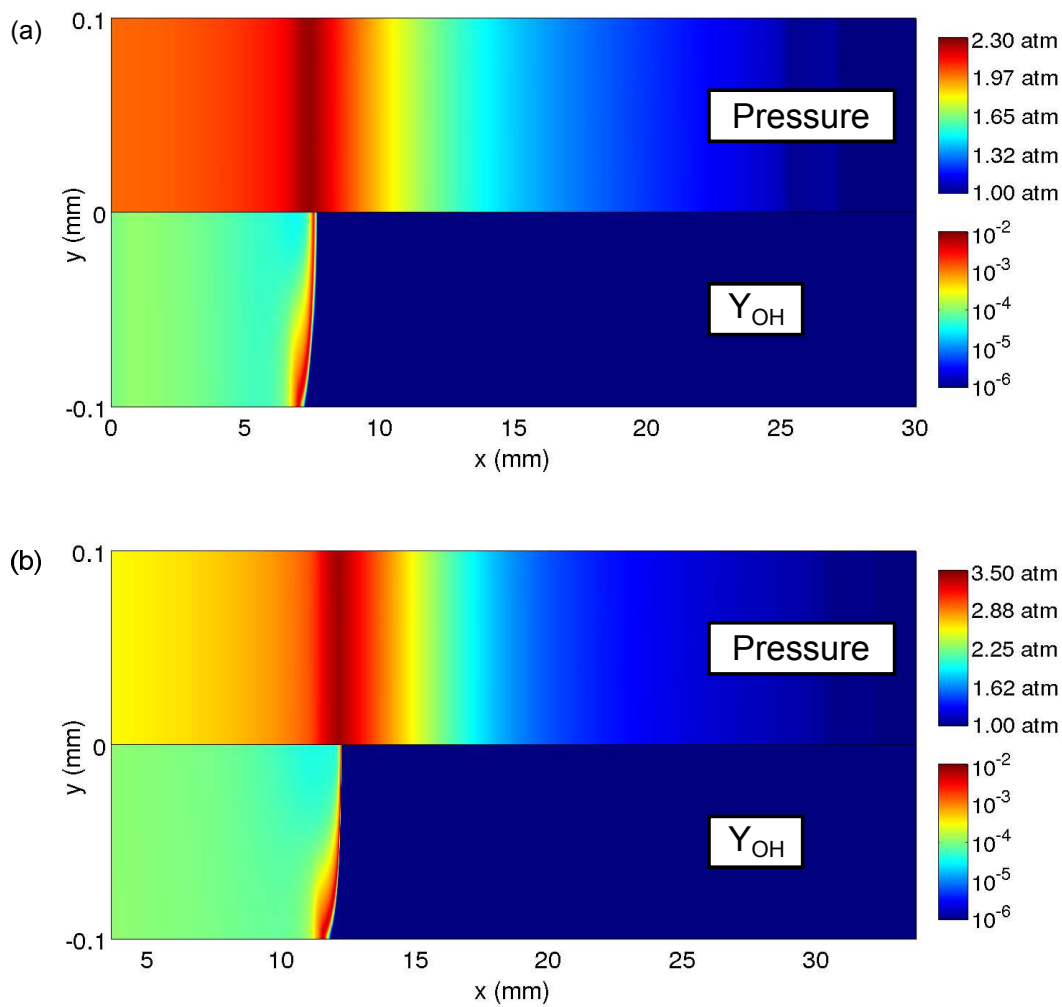 (a)
0.1
0
-0.1
y (mm)
Pressure
Y_OH
0 5 10 15 20 25 30
x (mm)
2.30 atm
1.97 atm
1.65 atm
1.32 atm
1.00 atm
10^-2
10^-3
10^-4
10^-5
10^-6
(b)
0.1
0
-0.1
y (mm)
Pressure
Y_OH
5 10 15 20 25 30
x (mm)
3.50 atm
2.88 atm
2.25 atm
1.62 atm
1.00 atm
10^-2
10^-3
10^-4
10^-5
10^-6